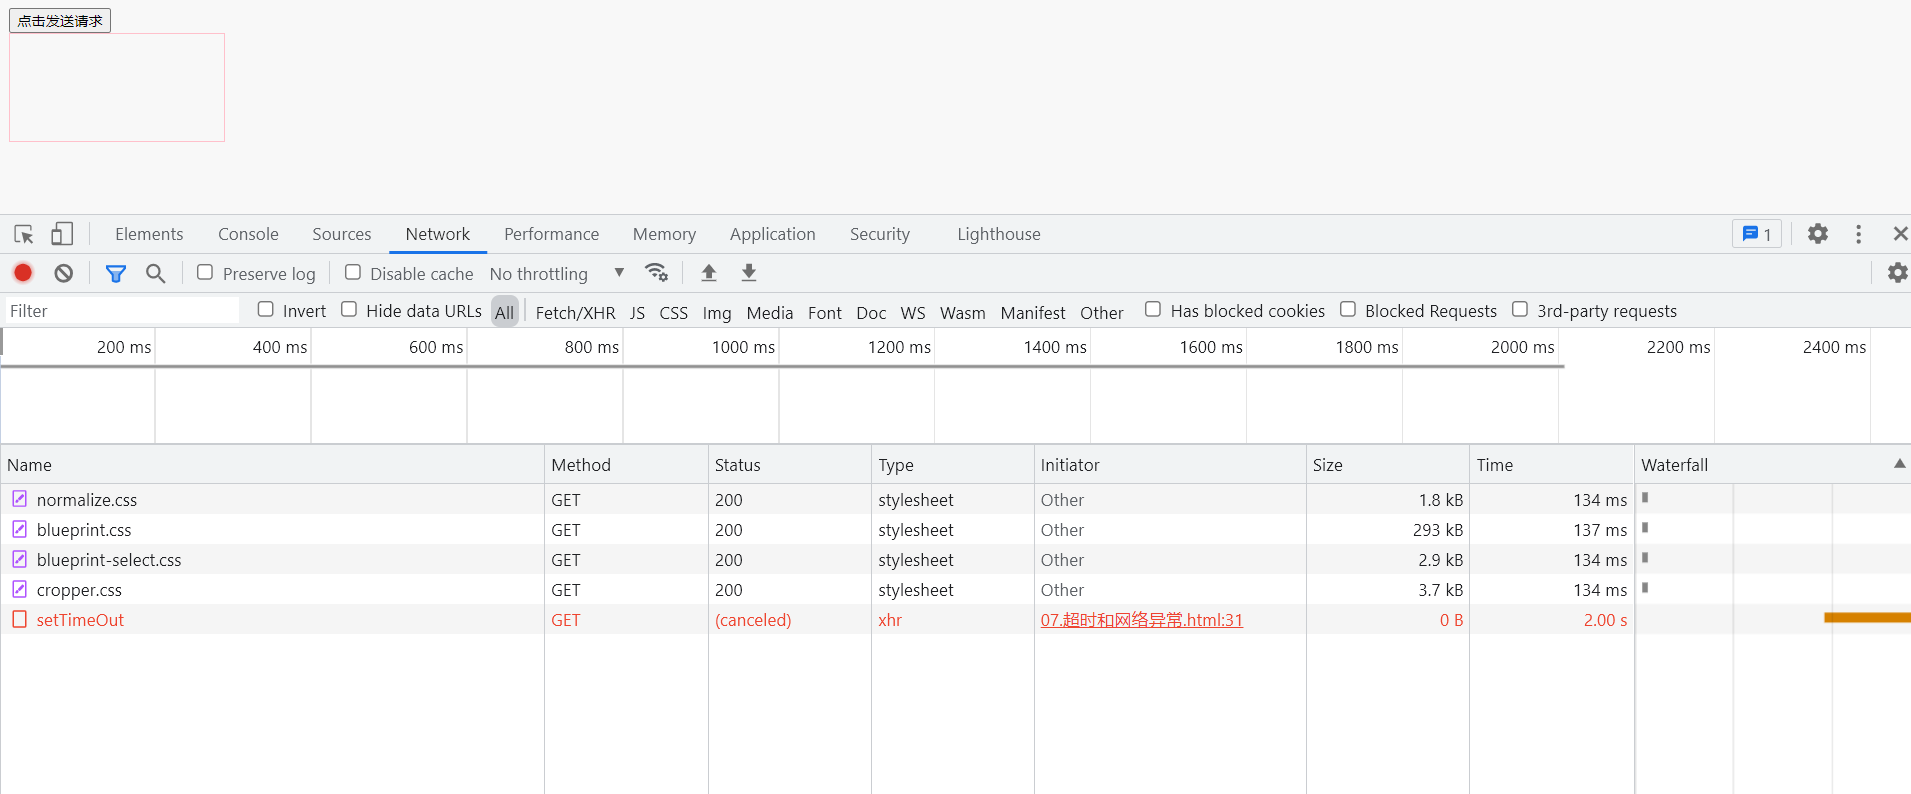 点击发送请求
Elements Console Sources Network Performance Memory Application Security Lighthouse 1
Preserve log Disable cache No throttling
Filter Invert Hide data URLs All Fetch/XHR JS CSS Img Media Font Doc WS Wasm Manifest Other Has blocked cookies Blocked Requests 3rd-party requests
200 ms 400 ms 600 ms 800 ms 1000 ms 1200 ms 1400 ms 1600 ms 1800 ms 2000 ms 2200 ms 2400 ms
Name Method Status Type Initiator Size Time Waterfall
normalize.css GET 200 stylesheet Other 1.8 kB 134 ms
blueprint.css GET 200 stylesheet Other 293 kB 137 ms
blueprint-select.css GET 200 stylesheet Other 2.9 kB 134 ms
cropper.css GET 200 stylesheet Other 3.7 kB 134 ms
setTimeOut GET (canceled) xhr 07.超时和网络异常.html:31 0 B 2.00 s